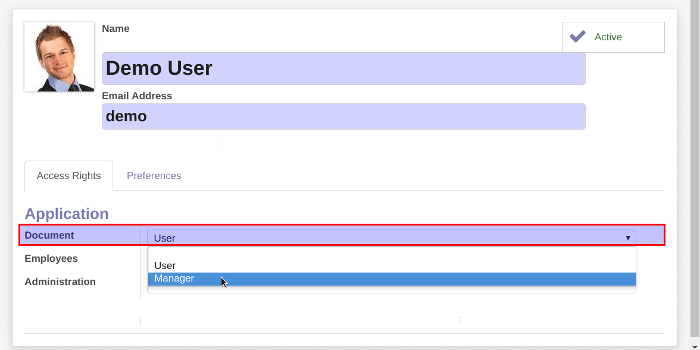 Name
Active
Demo User
Email Address
demo
Access Rights
Preferences
Application
Document
User
Employees
User
Manager
Administration